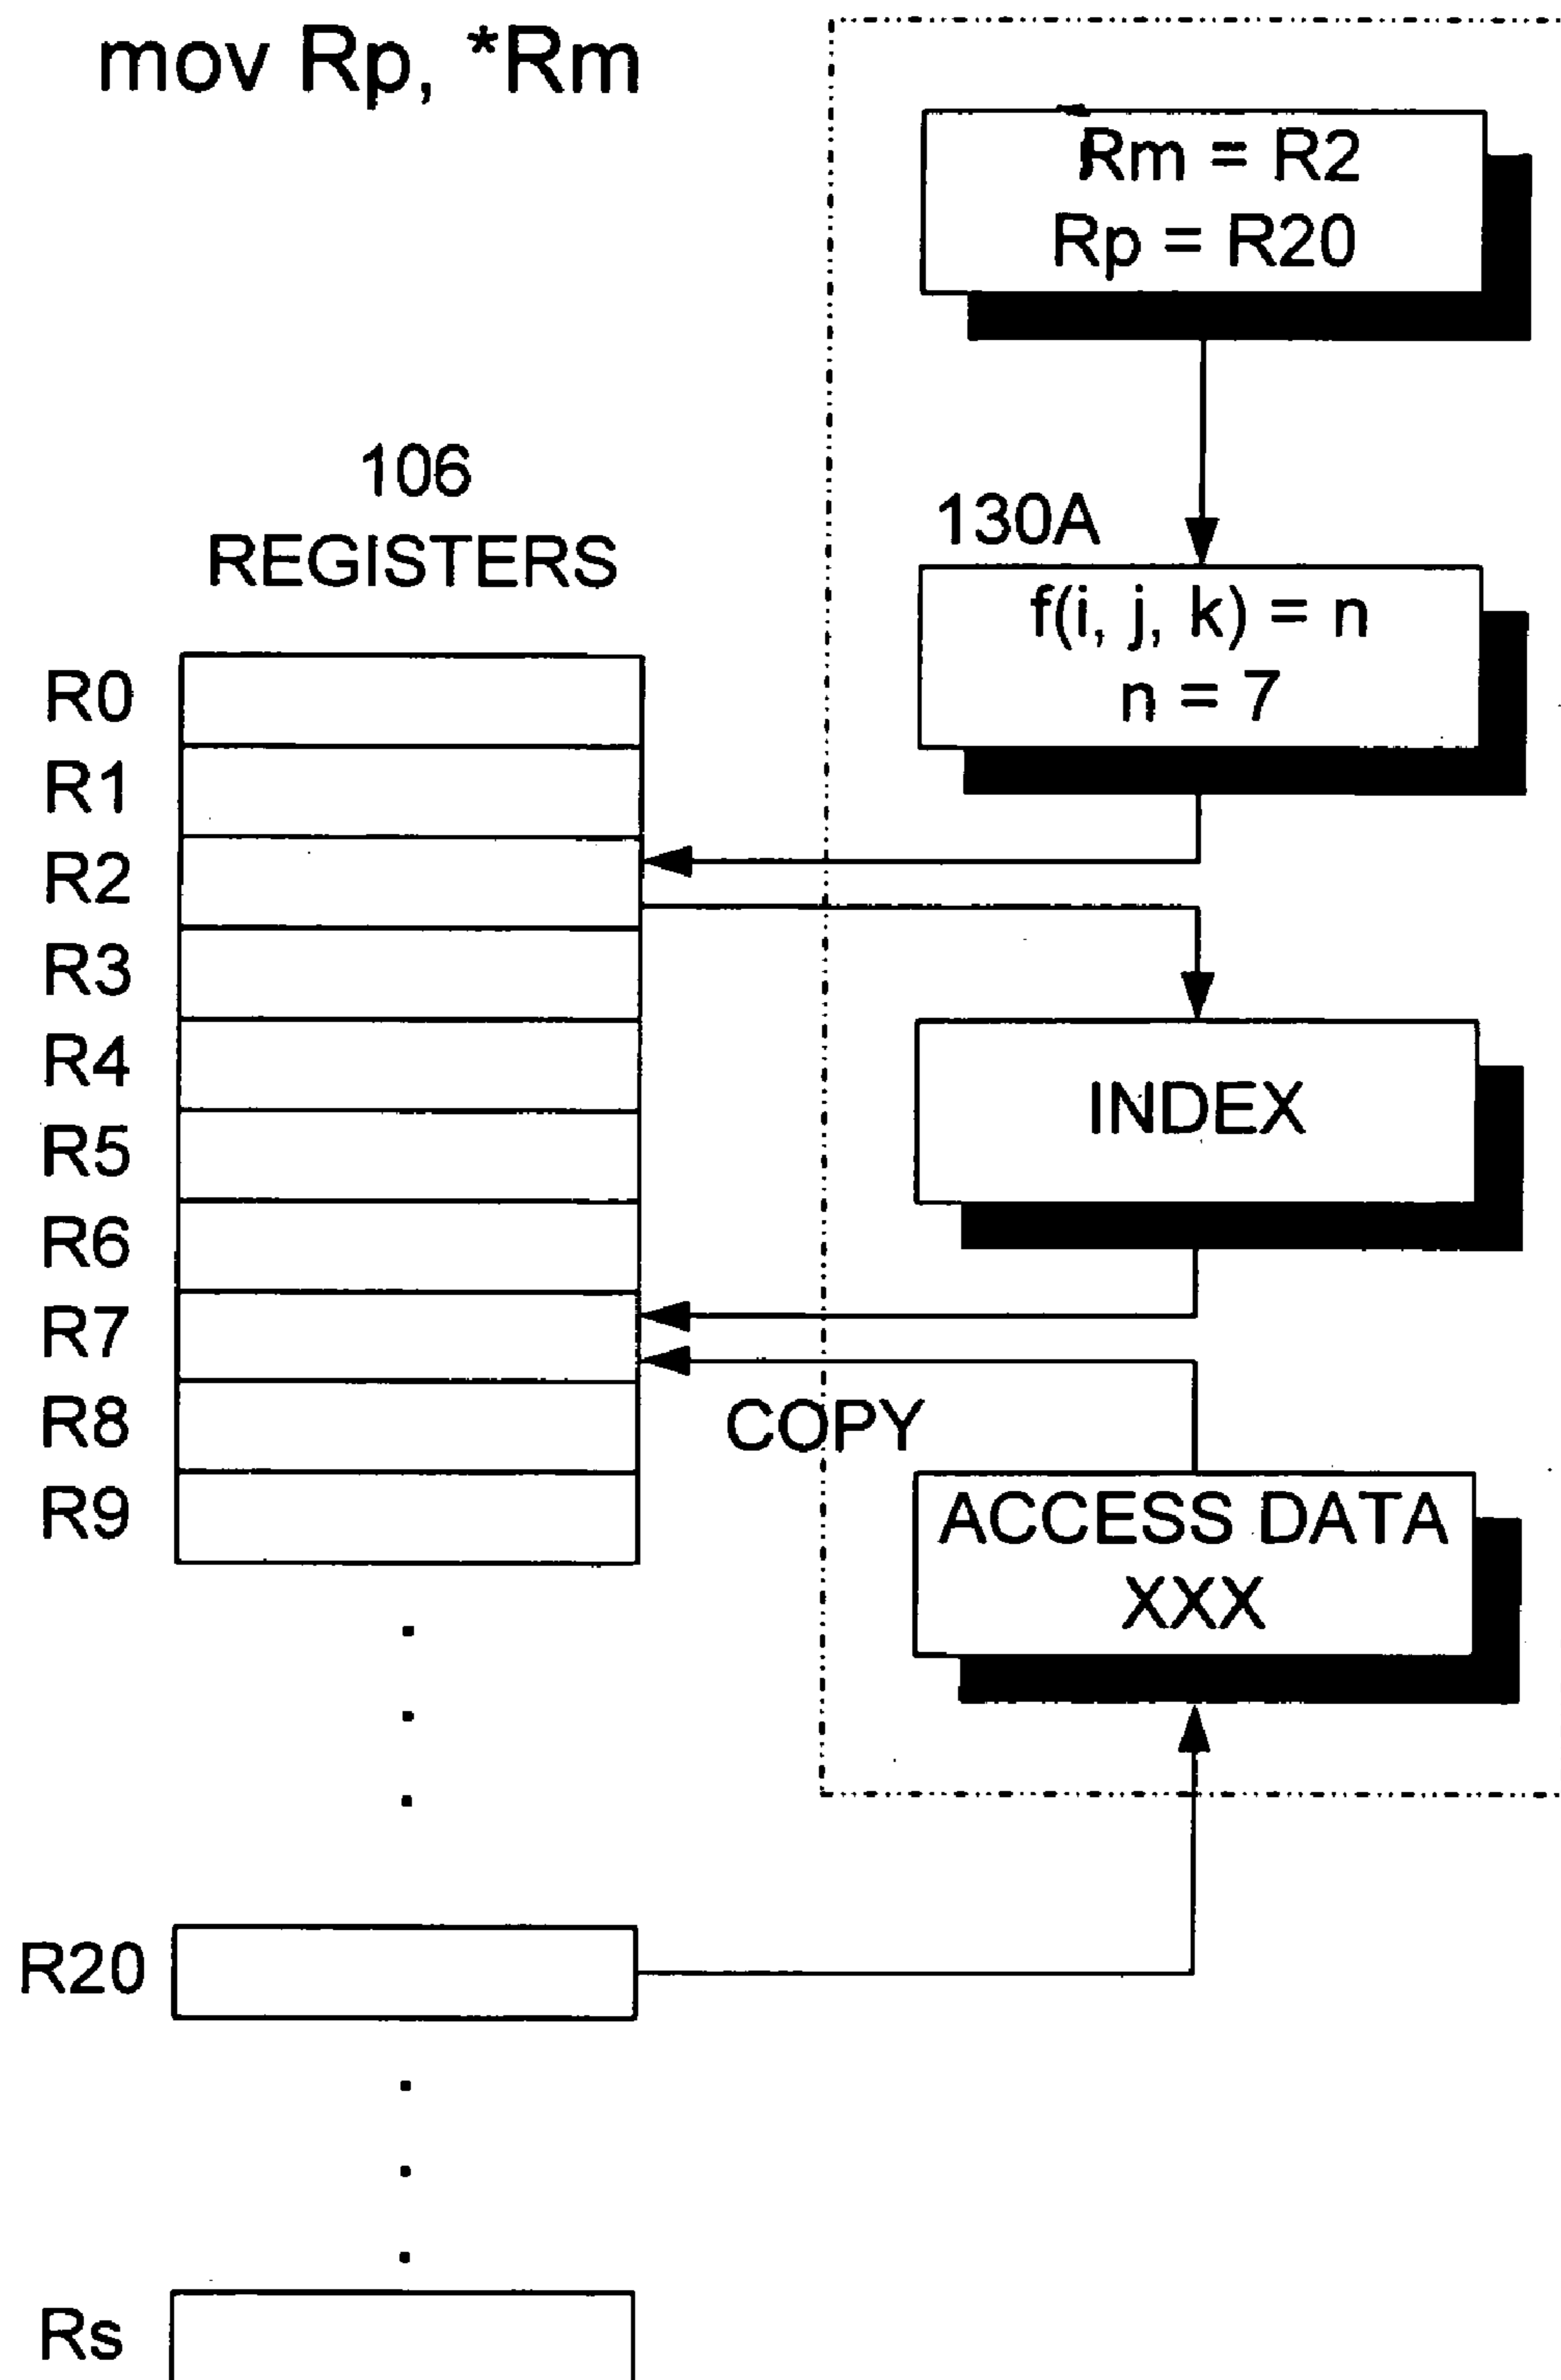 mov Rp, *Rm
Rm = R2
Rp = R20
130A
f(i, j, k) = n
n = 7
106
REGISTERS
R0
R1
R2
R3
R4
R5
R6
R7
R8
R9
INDEX
COPY
ACCESS DATA
XXX
R20
Rs